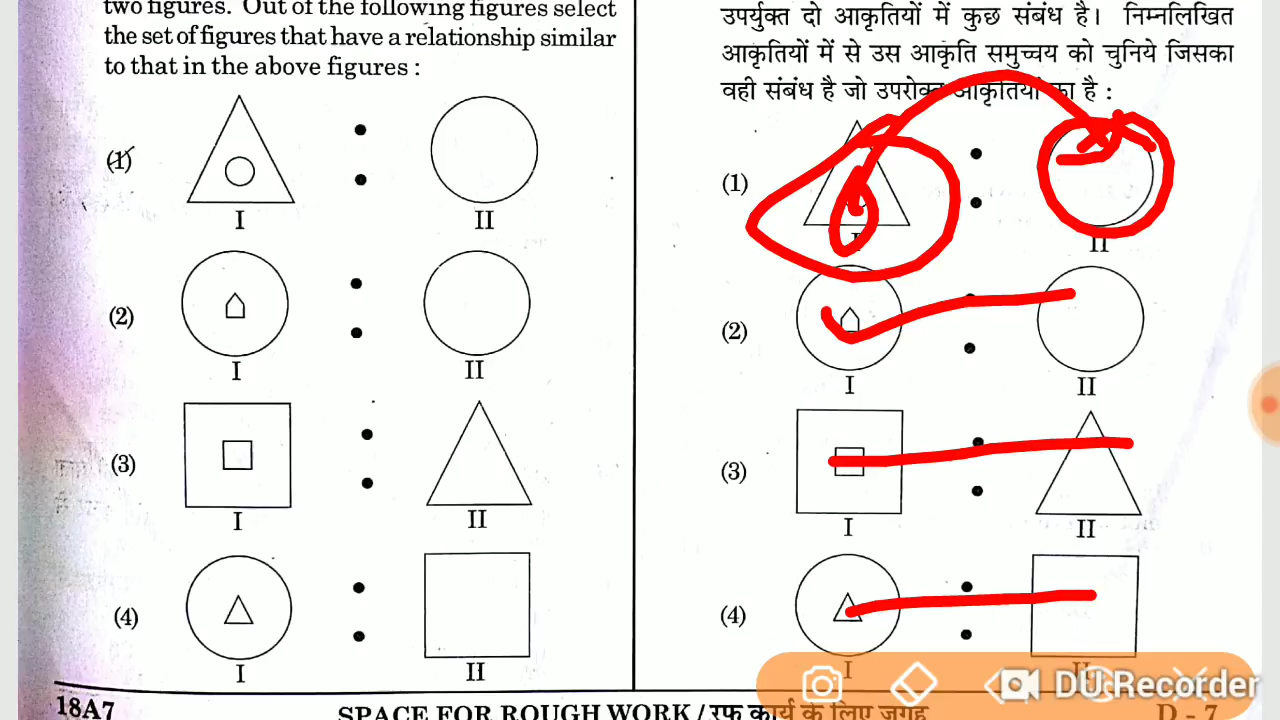 two figures. Out of the following figures select
the set of figures that have a relationship similar
to that in the above figures :
(1)
I
II
(2)
I
II
(3)
I
II
(4)
I
II
18A7
उपर्युक्त दो आकृतियों में कुछ संबंध है। निम्नलिखित
आकृतियों में से उस आकृति समुच्चय को चुनिये जिसका
वही संबंध है जो उपरोक्त आकृतियों का है :
(1)
I
II
(2)
I
II
(3)
I
II
(4)
I
II
SPACE FOR ROUGH WORK / रफ कार्य के लिए जगह
D - 7
DU Recorder